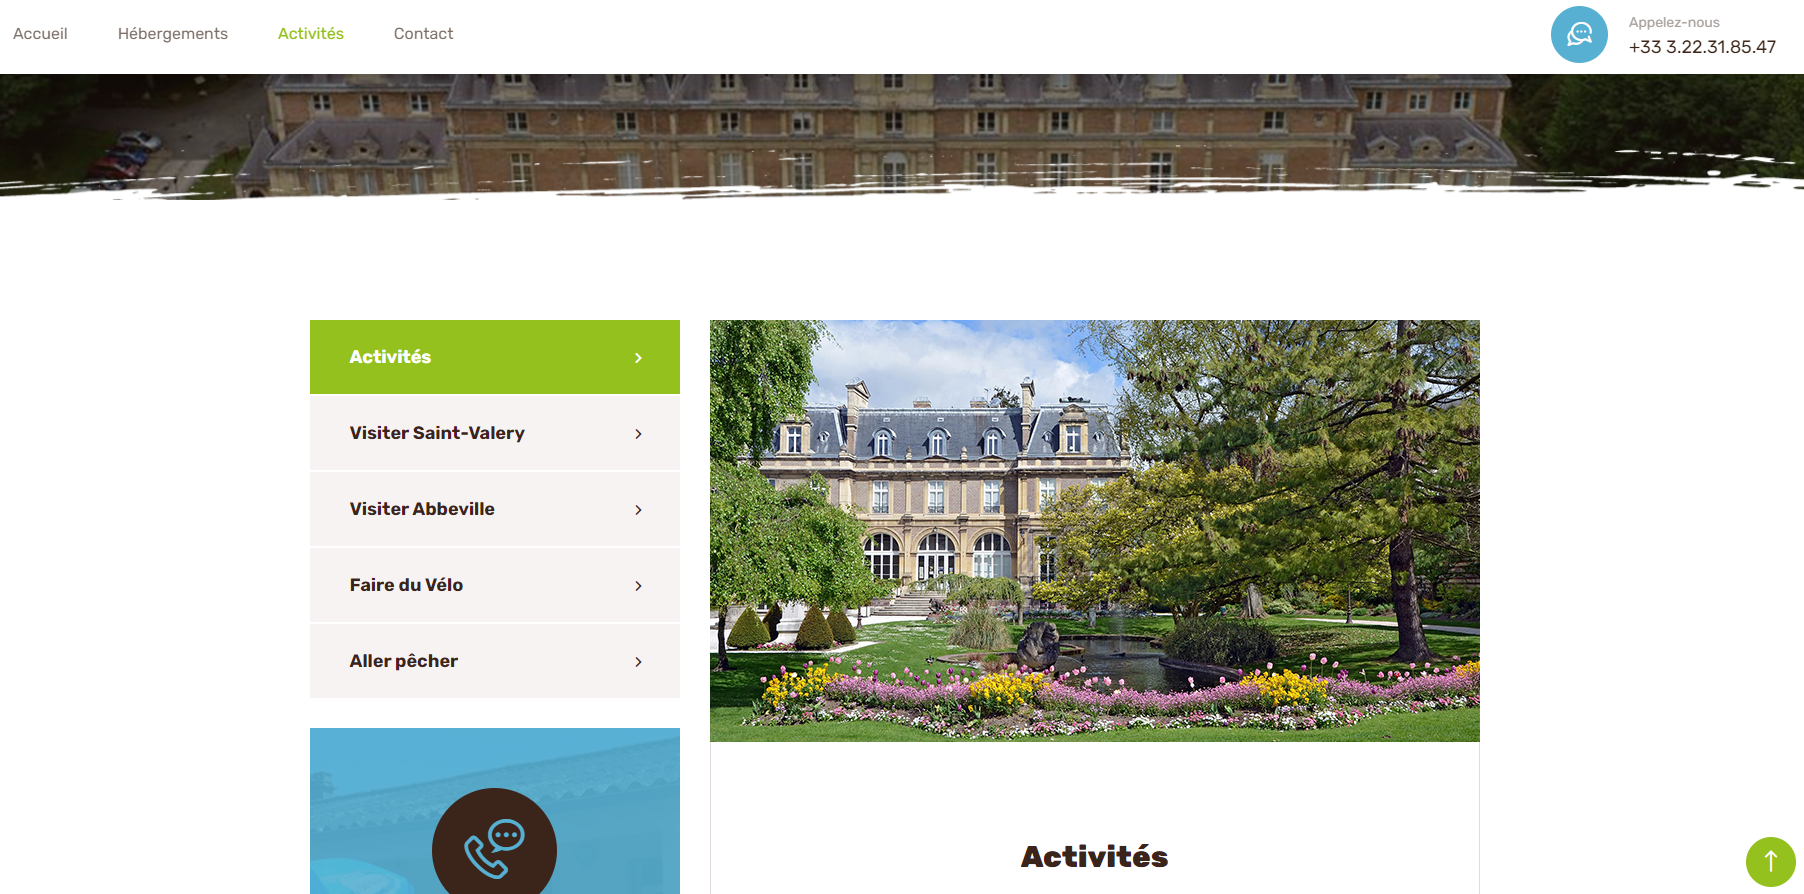 Accueil
Hébergements
Activités
Contact
Appelez-nous
+33 3.22.31.85.47
Activités
Visiter Saint-Valery
Visiter Abbeville
Faire du Vélo
Aller pêcher
Activités